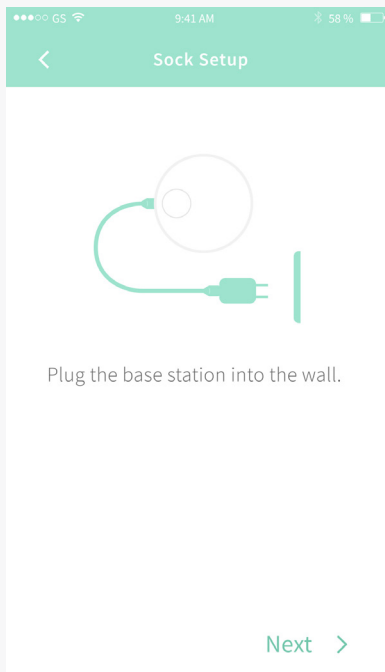 GS 9:41 AM 58 %
Sock Setup
Plug the base station into the wall.
Next